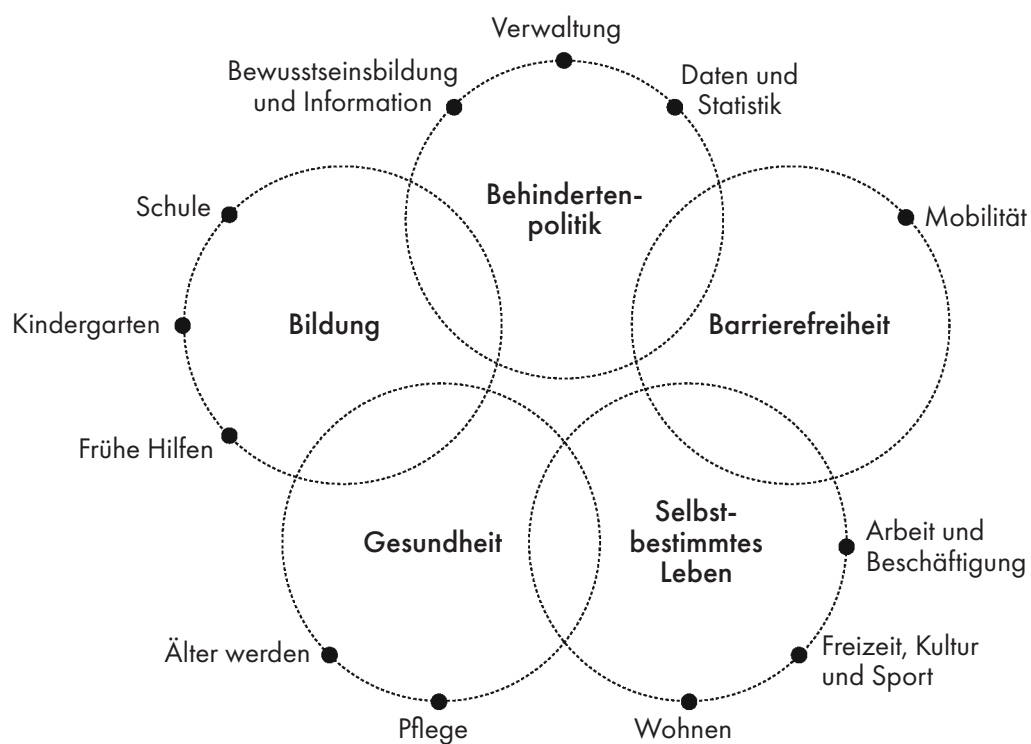 Verwaltung
Bewusstseinsbildung
und Information
Daten und
Statistik
Behinderten-
politik
Schule
Mobilität
Kindergarten
Bildung
Barrierefreiheit
Frühe Hilfen
Gesundheit
Selbst-
bestimmtes
Leben
Arbeit und
Beschäftigung
Älter werden
Freizeit, Kultur
und Sport
Pflege
Wohnen